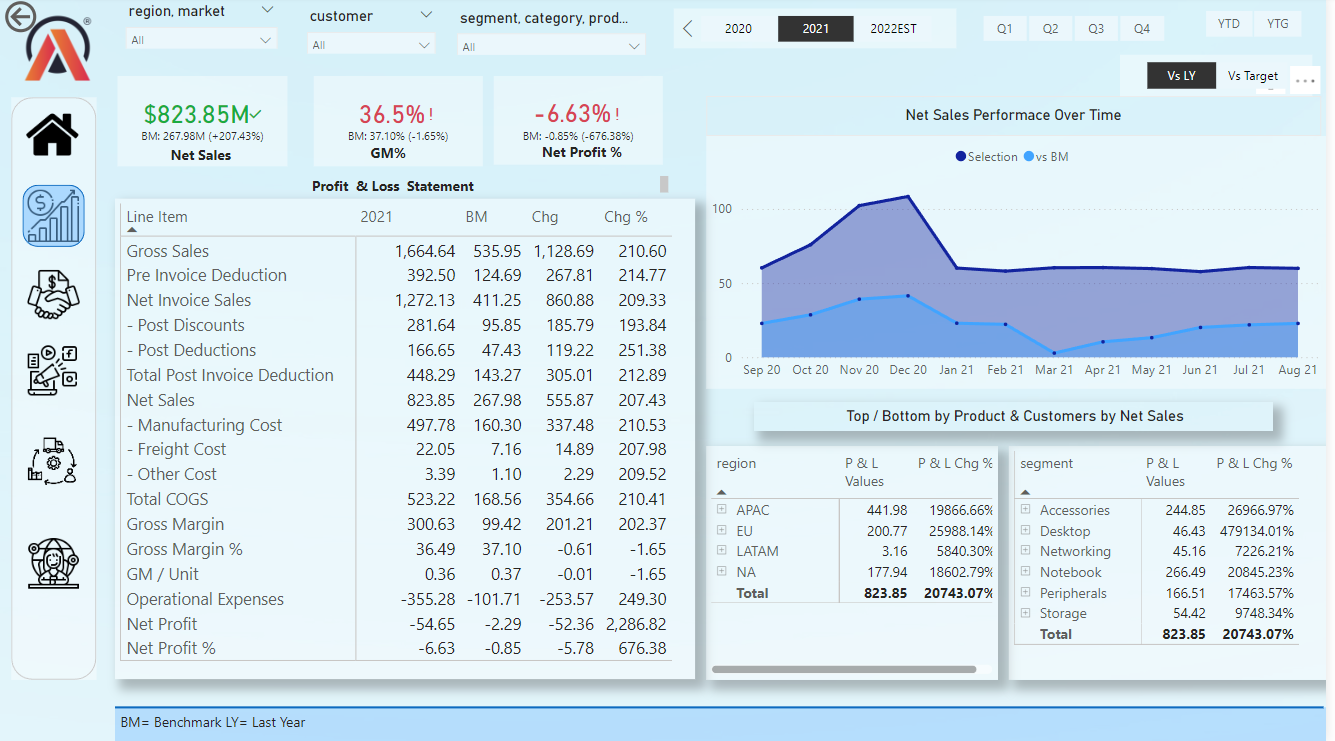 region, market
All
customer
All
segment, category, prod...
All
2020
2021
2022EST
Q1
Q2
Q3
Q4
YTD
YTG
Vs LY
Vs Target
...
®
$823.85M✓
BM: 267.98M (+207.43%)
Net Sales
36.5%!
BM: 37.10% (-1.65%)
GM%
-6.63%!
BM: -0.85% (-676.38%)
Net Profit %
Profit & Loss Statement
Line Item 2021 BM Chg Chg %
Gross Sales 1,664.64 535.95 1,128.69 210.60
Pre Invoice Deduction 392.50 124.69 267.81 214.77
Net Invoice Sales 1,272.13 411.25 860.88 209.33
- Post Discounts 281.64 95.85 185.79 193.84
- Post Deductions 166.65 47.43 119.22 251.38
Total Post Invoice Deduction 448.29 143.27 305.01 212.89
Net Sales 823.85 267.98 555.87 207.43
- Manufacturing Cost 497.78 160.30 337.48 210.53
- Freight Cost 22.05 7.16 14.89 207.98
- Other Cost 3.39 1.10 2.29 209.52
Total COGS 523.22 168.56 354.66 210.41
Gross Margin 300.63 99.42 201.21 202.37
Gross Margin % 36.49 37.10 -0.61 -1.65
GM / Unit 0.36 0.37 -0.01 -1.65
Operational Expenses -355.28 -101.71 -253.57 249.30
Net Profit -54.65 -2.29 -52.36 2,286.82
Net Profit % -6.63 -0.85 -5.78 676.38
Net Sales Performace Over Time
Selection vs BM
100
50
0
Sep 20 Oct 20 Nov 20 Dec 20 Jan 21 Feb 21 Mar 21 Apr 21 May 21 Jun 21 Jul 21 Aug 21
Top / Bottom by Product & Customers by Net Sales
region P & L Values P & L Chg %
APAC 441.98 19866.66%
EU 200.77 25988.14%
LATAM 3.16 5840.30%
NA 177.94 18602.79%
Total 823.85 20743.07%
segment P & L Values P & L Chg %
Accessories 244.85 26966.97%
Desktop 46.43 479134.01%
Networking 45.16 7226.21%
Notebook 266.49 20845.23%
Peripherals 166.51 17463.57%
Storage 54.42 9748.34%
Total 823.85 20743.07%
BM= Benchmark LY= Last Year